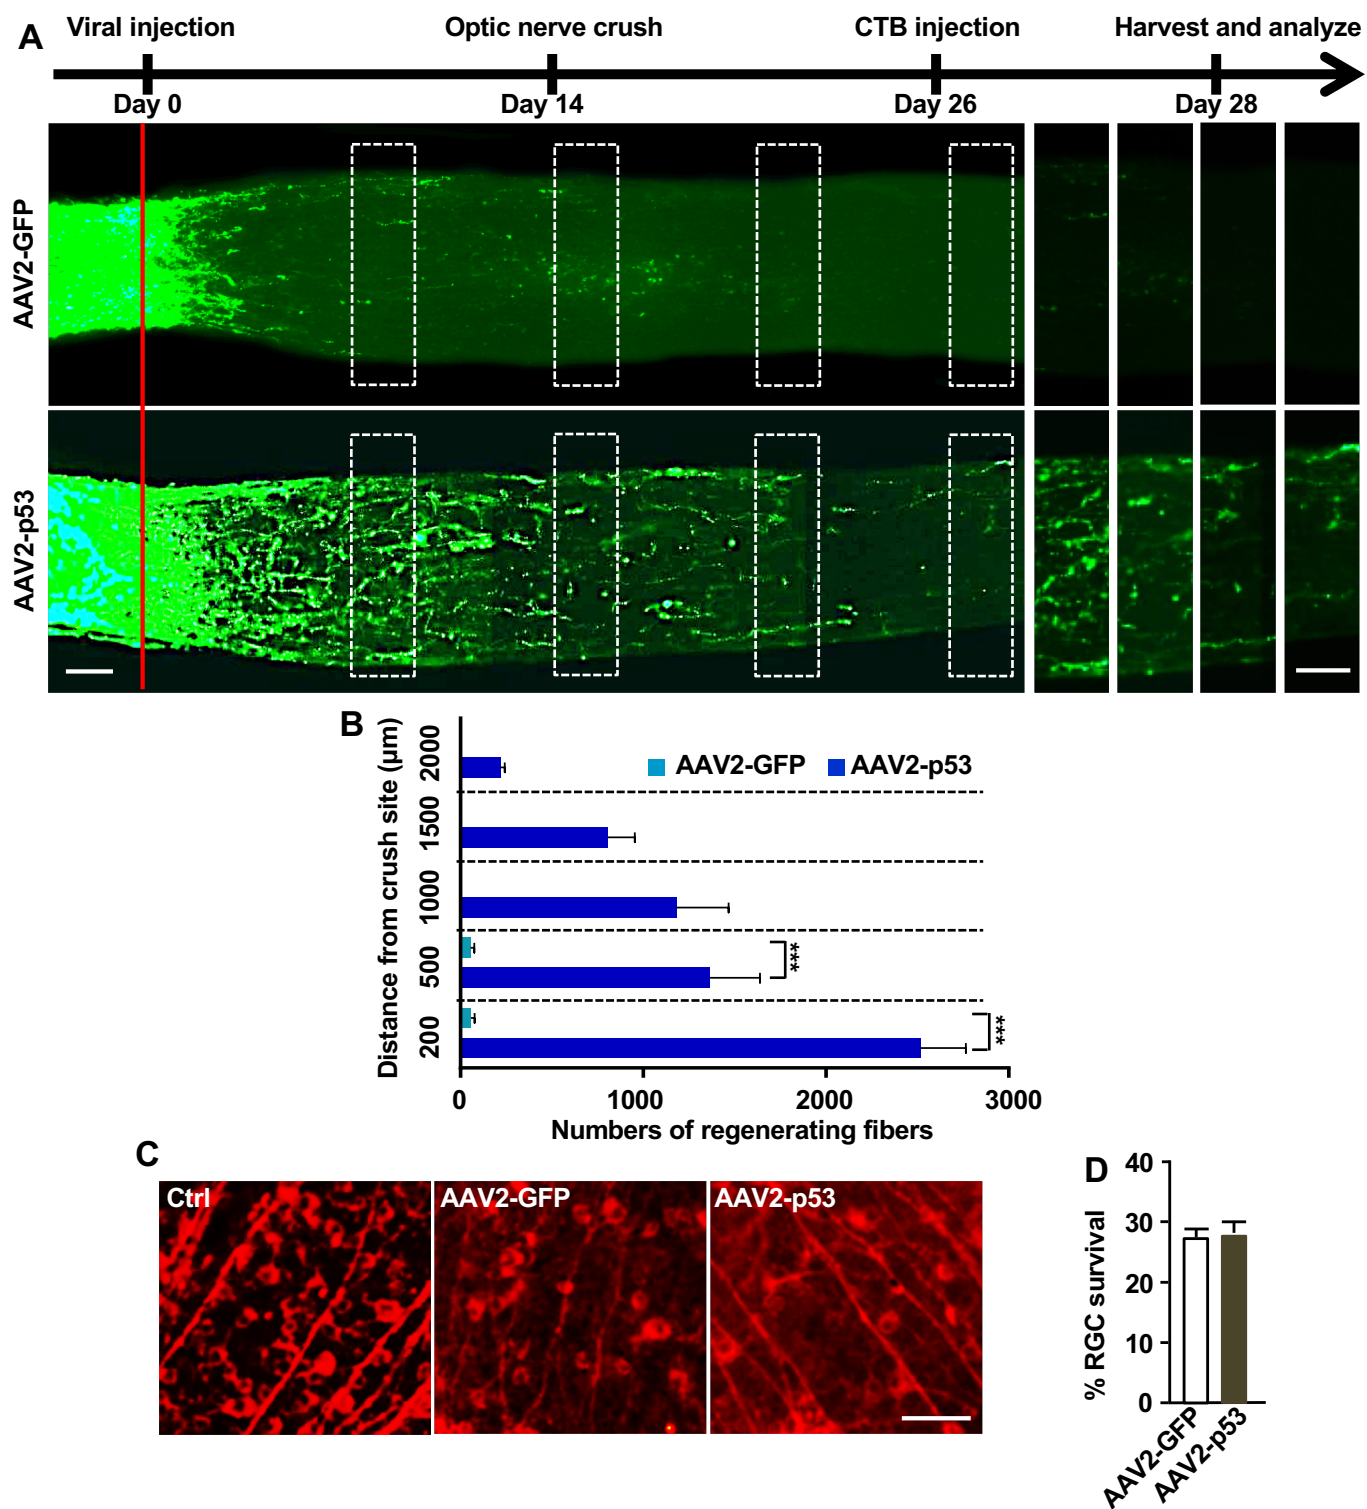 A
Viral injection
Optic nerve crush
CTB injection
Harvest and analyze
Day 0
Day 14
Day 26
Day 28
AAV2-GFP
AAV2-p53
B
Distance from crush site (μm)
2000
1500
1000
500
200
AAV2-GFP
AAV2-p53
***
***
0
1000
2000
3000
Numbers of regenerating fibers
C
Ctrl
AAV2-GFP
AAV2-p53
D
% RGC survival
40
30
20
10
0
AAV2-GFP
AAV2-p53